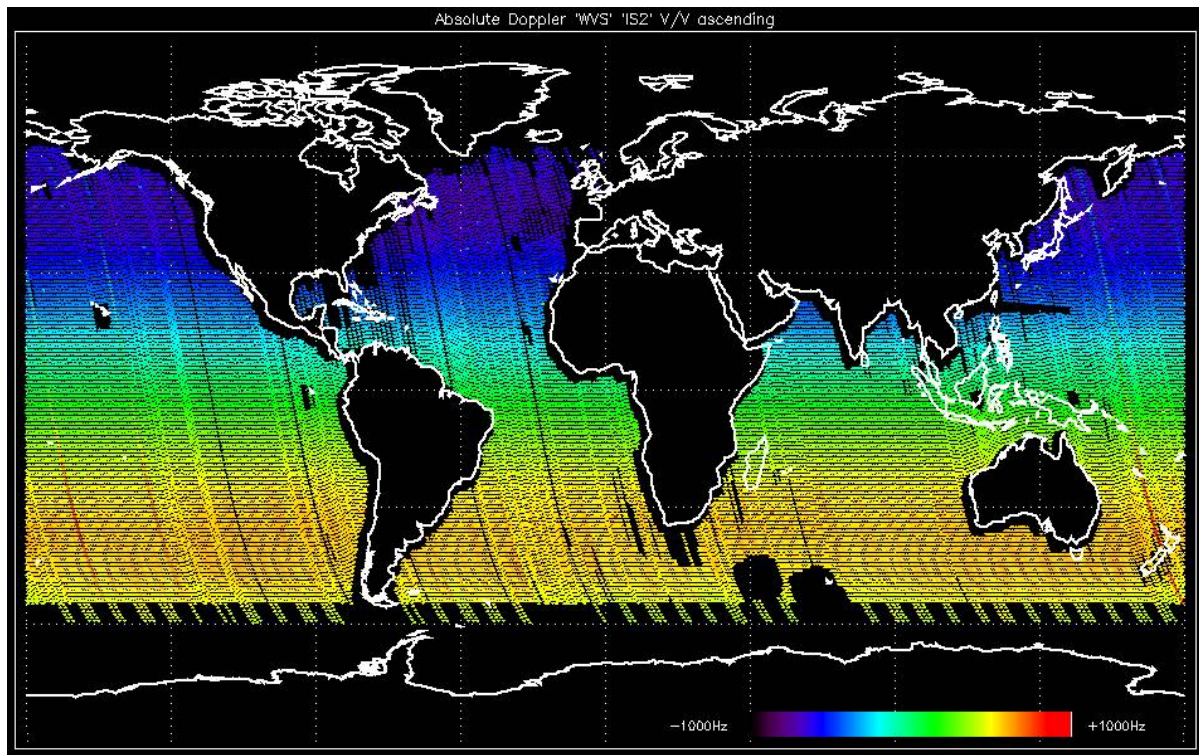 Absolute Doppler 'WVS' 'IS2' V/V ascending
-1000Hz
+1000Hz